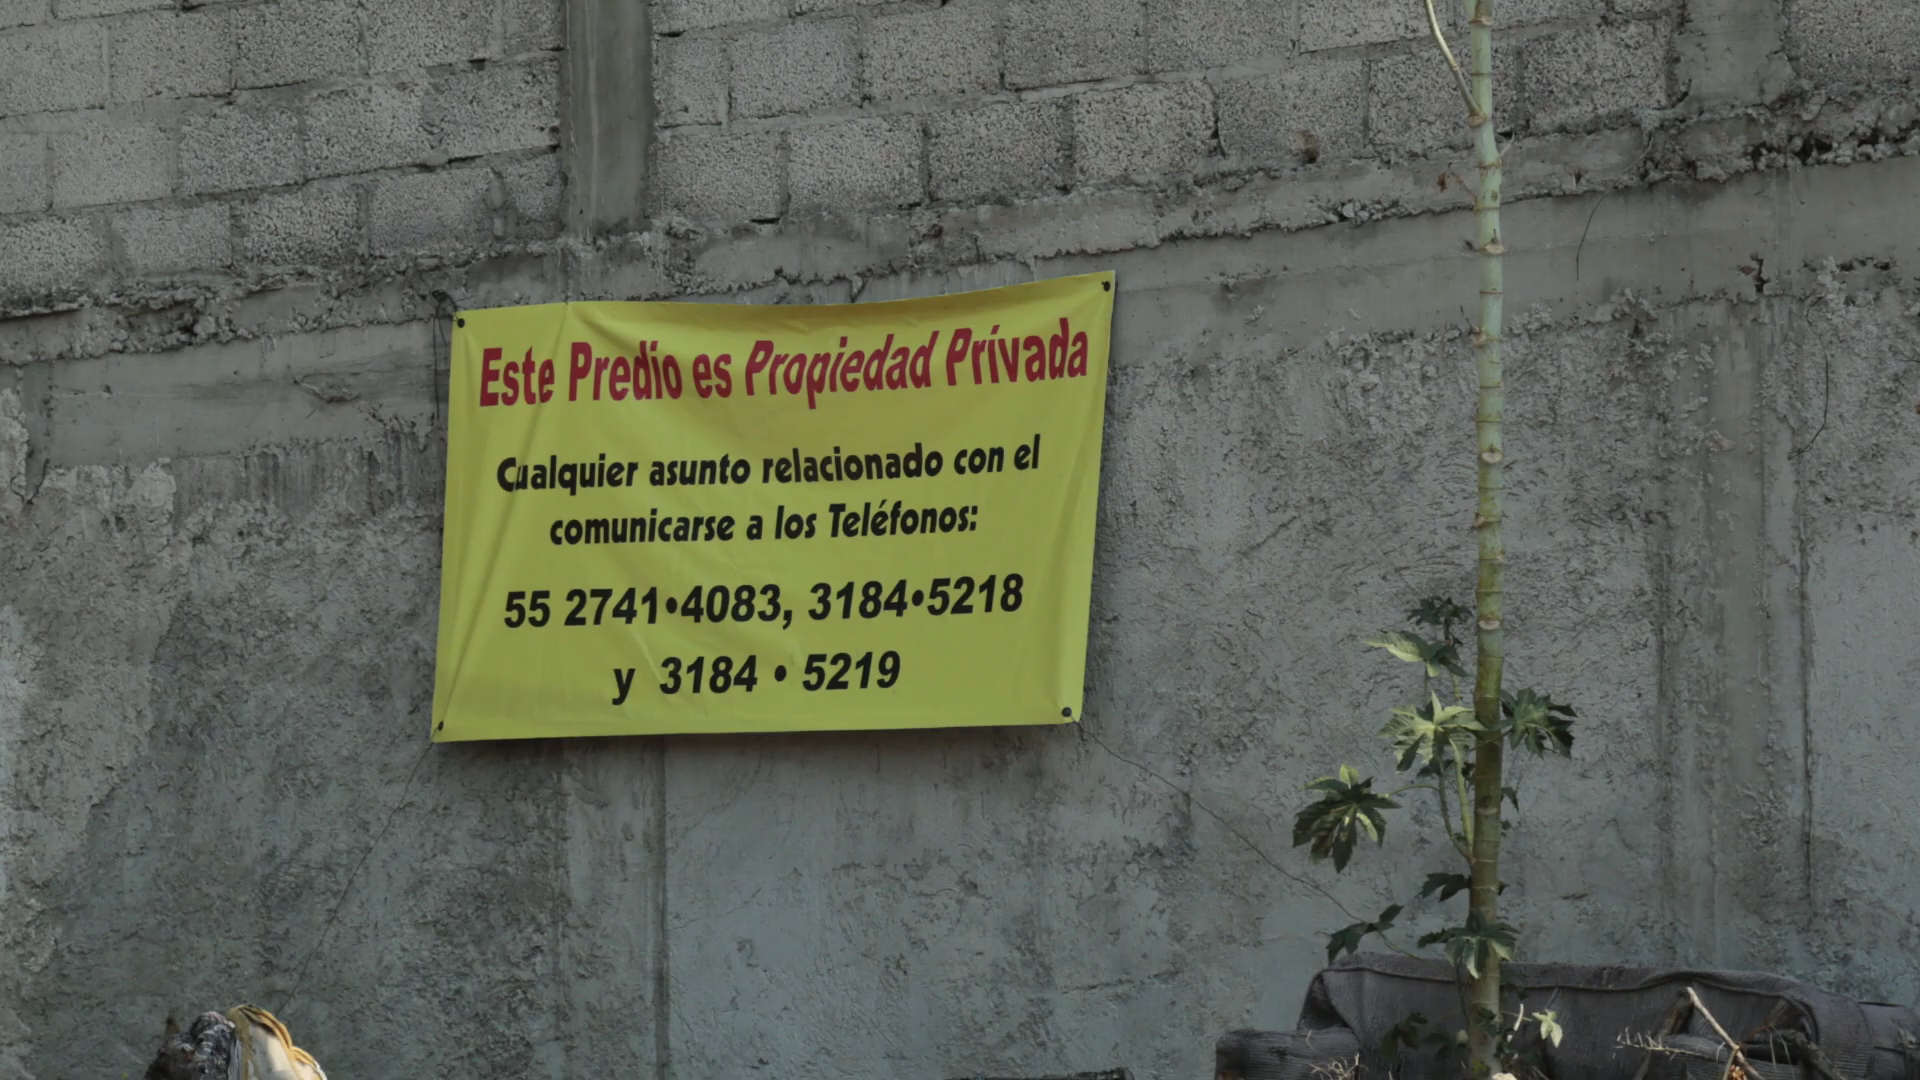 Este Predio es Propiedad Privada
Cualquier asunto relacionado con el
comunicarse a los Teléfonos:
55 2741•4083, 3184•5218
y 3184 • 5219